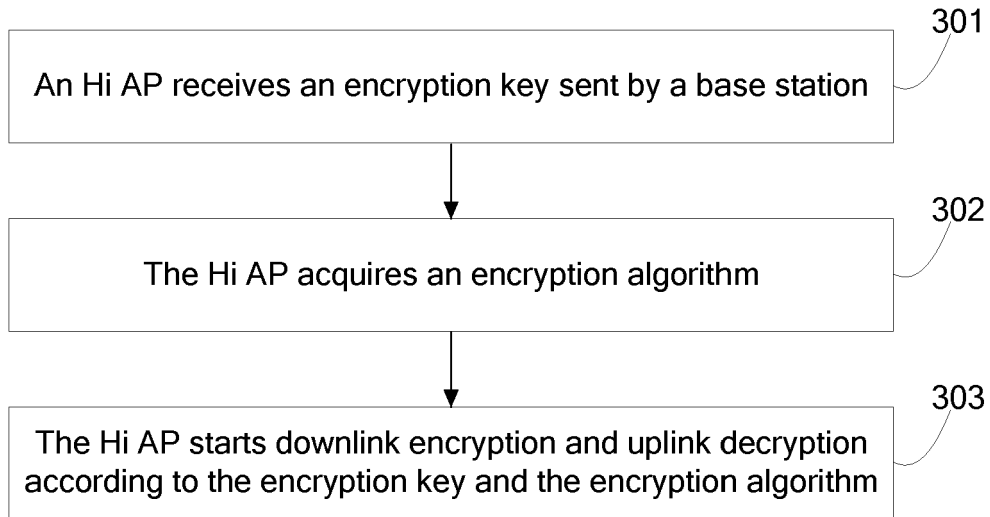 301
An Hi AP receives an encryption key sent by a base station
302
The Hi AP acquires an encryption algorithm
303
The Hi AP starts downlink encryption and uplink decryption
according to the encryption key and the encryption algorithm